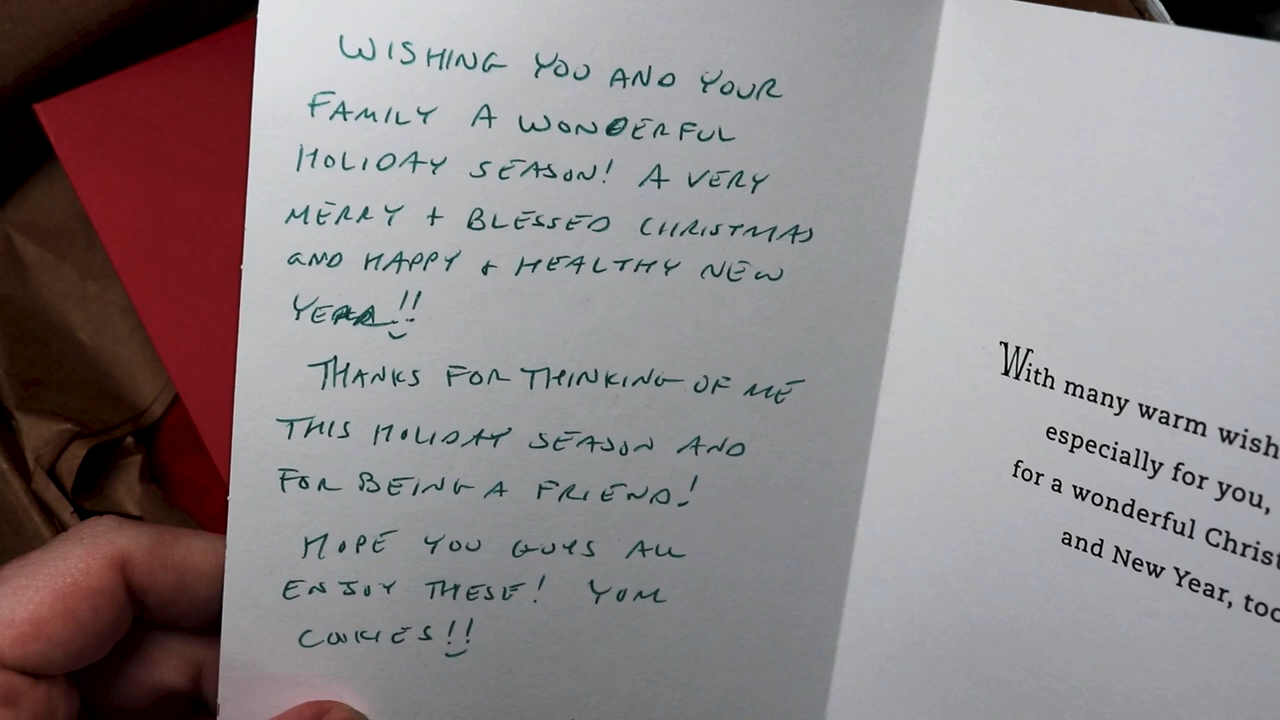 WISHING YOU AND YOUR
FAMILY A WONDERFUL
HOLIDAY SEASON! A VERY
MERRY + BLESSED CHRISTMAS
AND HAPPY + HEALTHY NEW
YEAR!!
THANKS FOR THINKING OF ME
THIS HOLIDAY SEASON AND
FOR BEING A FRIEND!
HOPE YOU GUYS ALL
ENJOY THESE! YUM
COOKIES!!
With many warm wish
especially for you,
for a wonderful Christ
and New Year, too